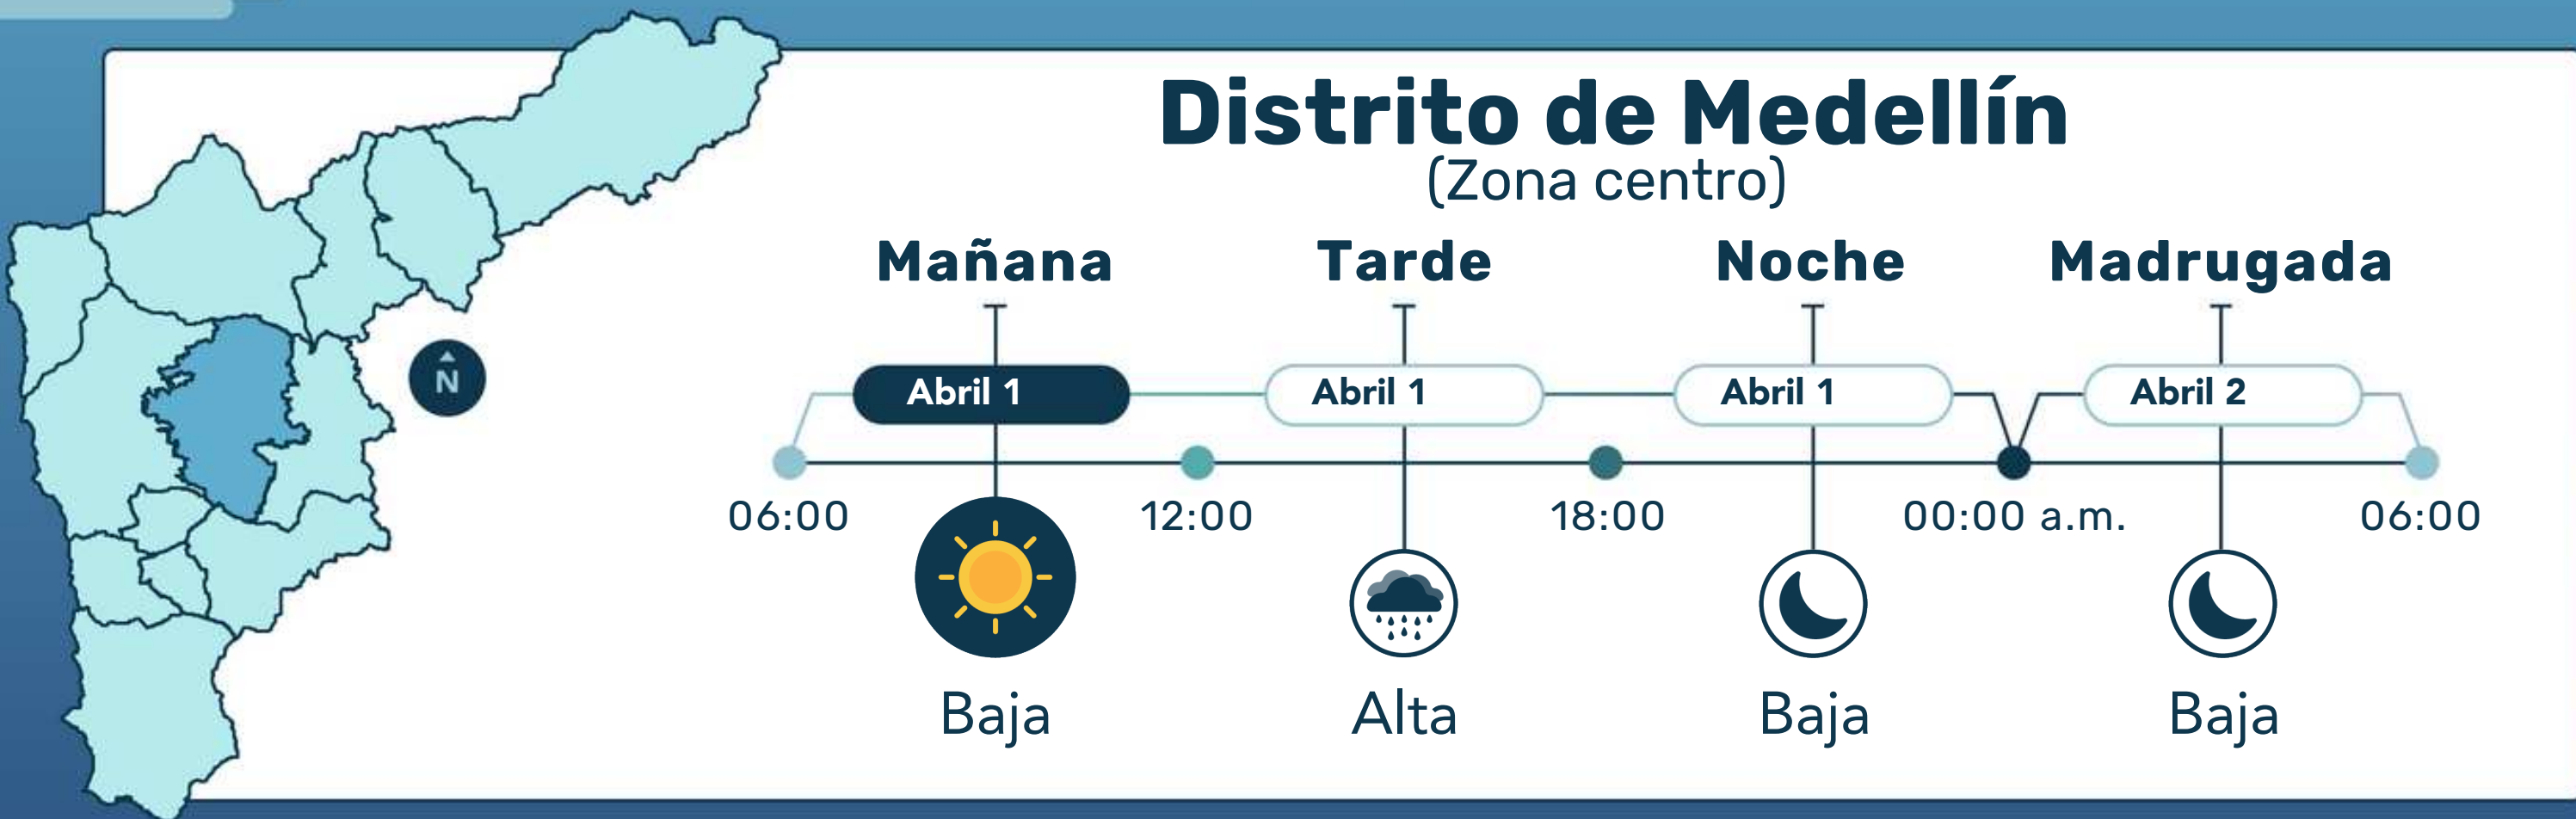 Distrito de Medellín
(Zona centro)
Mañana Tarde Noche Madrugada
Abril 1 Abril 1 Abril 1 Abril 2
N
06:00 12:00 18:00 00:00 a.m. 06:00
Baja Alta Baja Baja